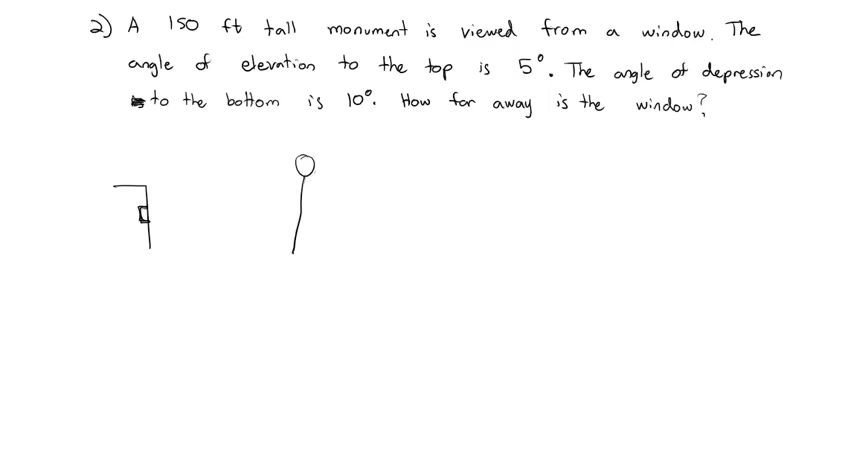 2) A 150 ft tall monument is viewed from a window. The
angle of elevation to the top is 5°. The angle of depression
to the bottom is 10°. How far away is the window?